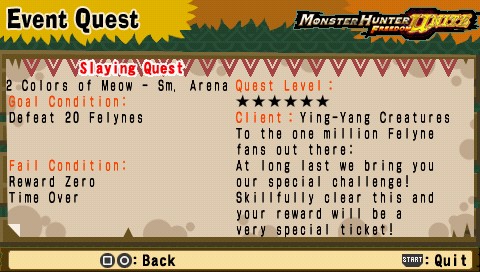 Event Quest
MONSTER HUNTER
FREEDOM UNITE
Slaying Quest
2 Colors of Meow - Sm. Arena
Goal Condition:
Defeat 20 Felynes
Fail Condition:
Reward Zero
Time Over
Quest Level:
★★★★★★
Client: Ying-Yang Creatures
To the one million Felyne
fans out there:
At long last we bring you
our special challenge!
Skillfully clear this and
your reward will be a
very special ticket!
: Back
START: Quit